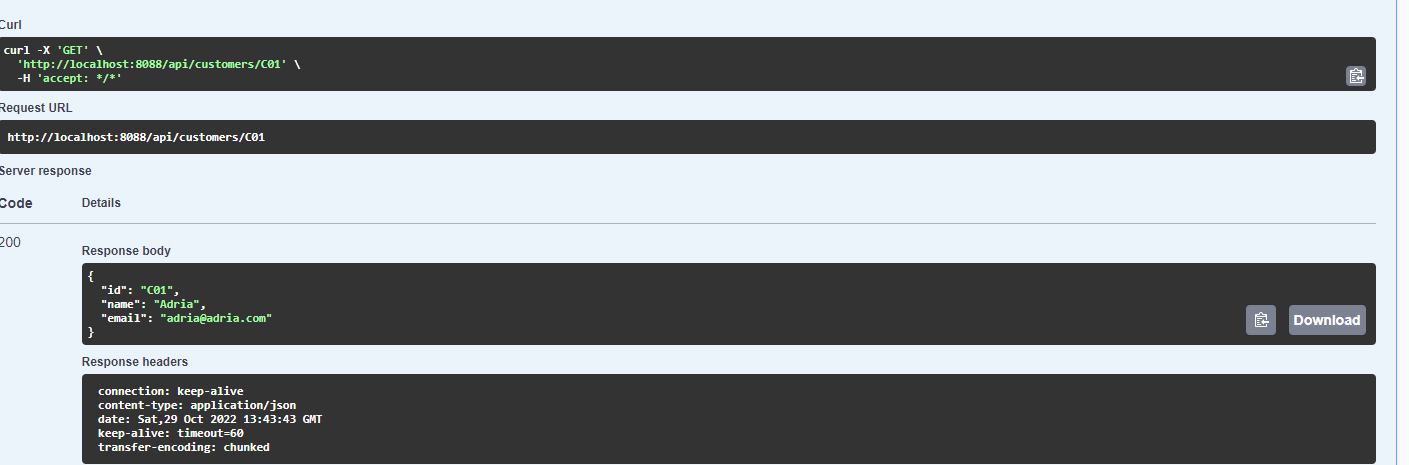 Curl
curl -X 'GET' \
'http://localhost:8088/api/customers/C01' \
-H 'accept: */*'
Request URL
http://localhost:8088/api/customers/C01
Server response
Code Details
200
Response body
{
"id": "C01",
"name": "Adria",
"email": "adria@adria.com"
}
Download
Response headers
connection: keep-alive
content-type: application/json
date: Sat,29 Oct 2022 13:43:43 GMT
keep-alive: timeout=60
transfer-encoding: chunked